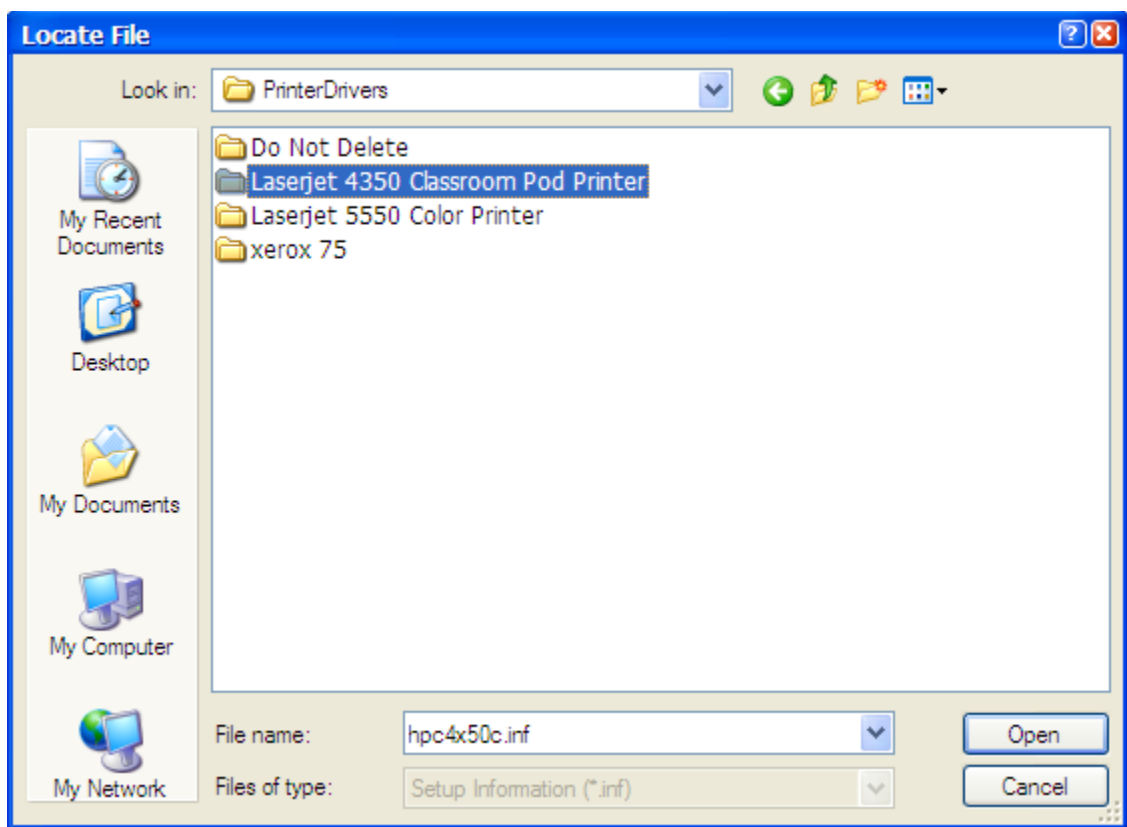 Locate File
Look in: PrinterDrivers
Do Not Delete
Laserjet 4350 Classroom Pod Printer
Laserjet 5550 Color Printer
xerox 75
My Recent
Documents
Desktop
My Documents
My Computer
My Network
File name: hpc4x50c.inf Open
Files of type: Setup Information (*.inf) Cancel